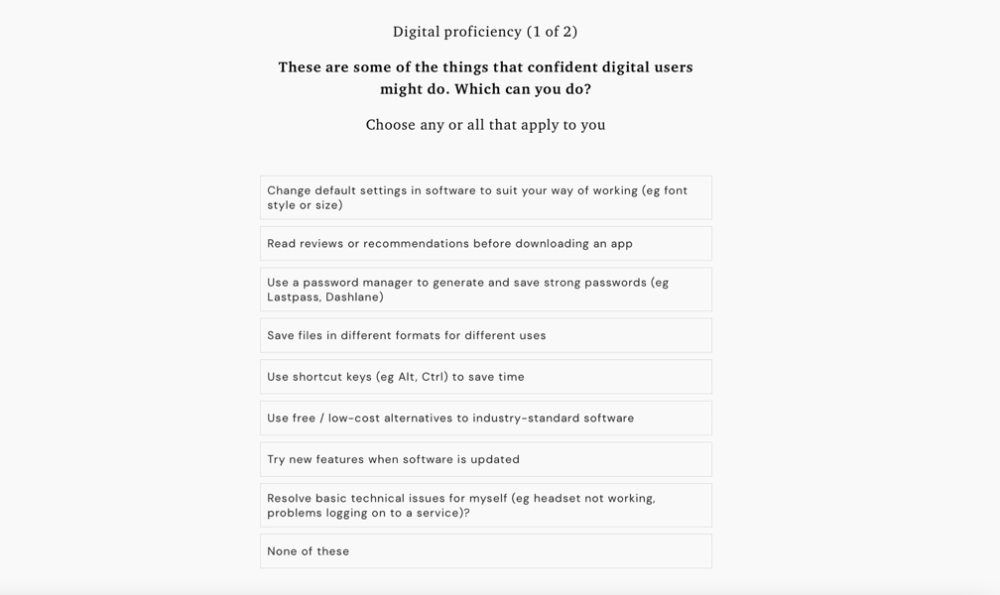 Digital proficiency (1 of 2)
These are some of the things that confident digital users
might do. Which can you do?
Choose any or all that apply to you
Change default settings in software to suit your way of working (eg font
style or size)
Read reviews or recommendations before downloading an app
Use a password manager to generate and save strong passwords (eg
Lastpass, Dashlane)
Save files in different formats for different uses
Use shortcut keys (eg Alt, Ctrl) to save time
Use free / low-cost alternatives to industry-standard software
Try new features when software is updated
Resolve basic technical issues for myself (eg headset not working,
problems logging on to a service)?
None of these